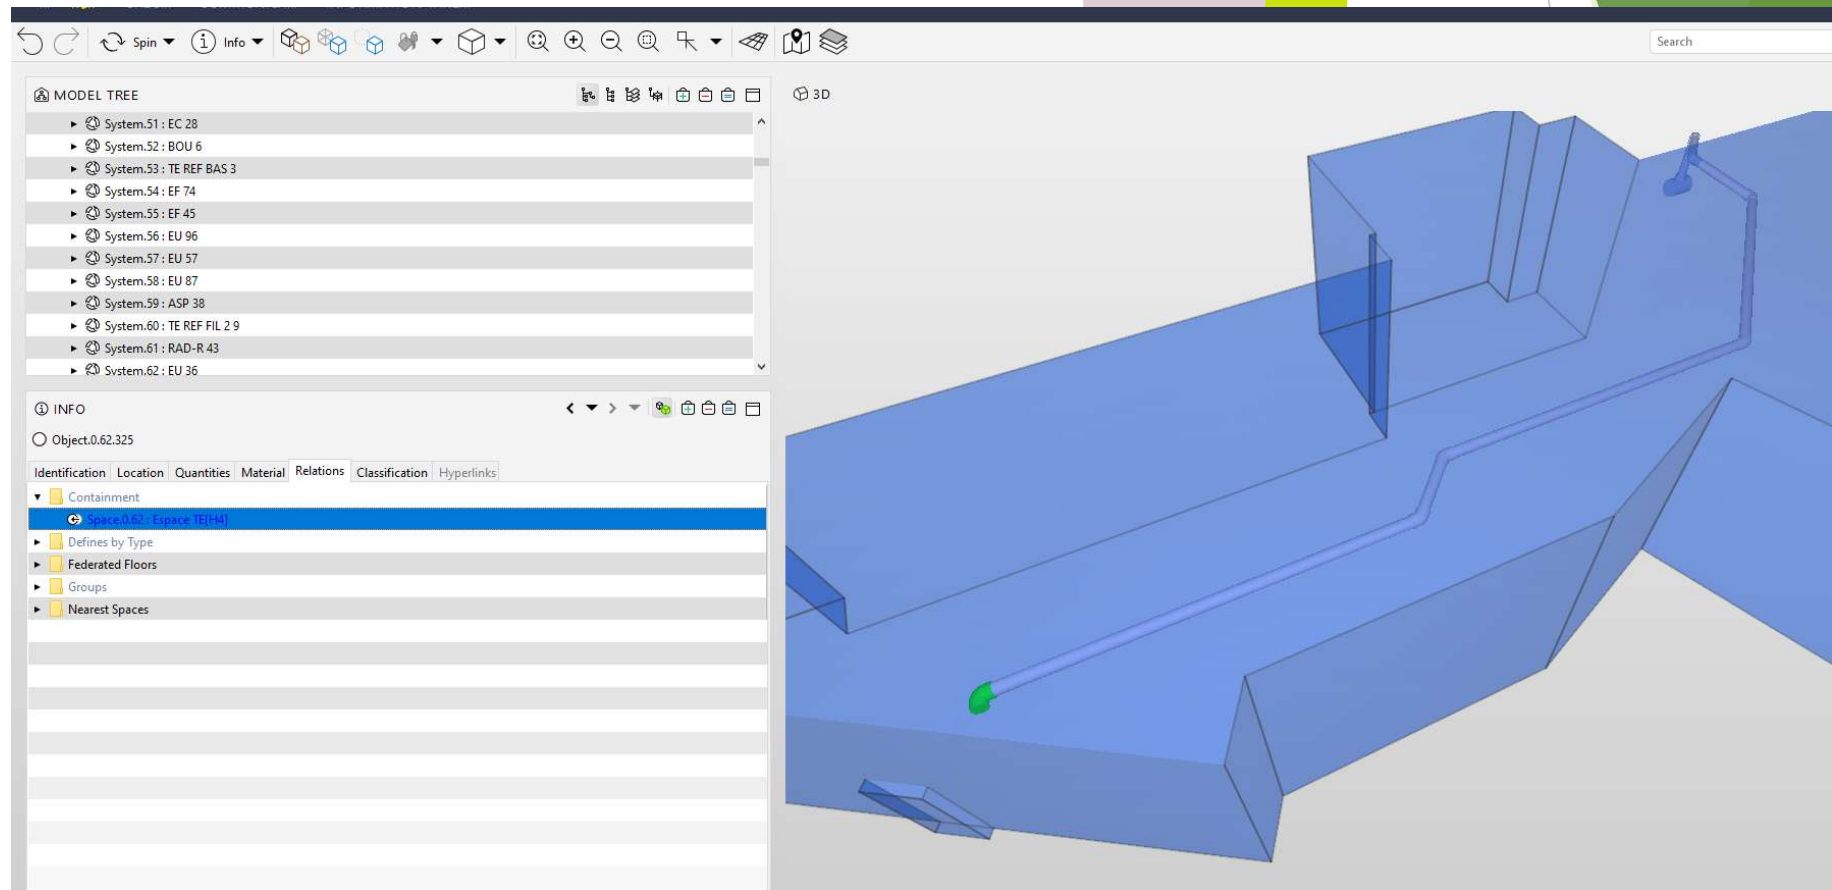 Spin Info Search
MODEL TREE
System.51 : EC 28
System.52 : BOU 6
System.53 : TE REF BAS 3
System.54 : EF 74
System.55 : EF 45
System.56 : EU 96
System.57 : EU 57
System.58 : EU 87
System.59 : ASP 38
System.60 : TE REF FIL 2 9
System.61 : RAD-R 43
System.62 : EU 36
INFO
Object.0.62.325
Identification Location Quantities Material Relations Classification Hyperlinks
Containment
Space.0.62 : Espace TE[H4]
Defines by Type
Federated Floors
Groups
Nearest Spaces
3D